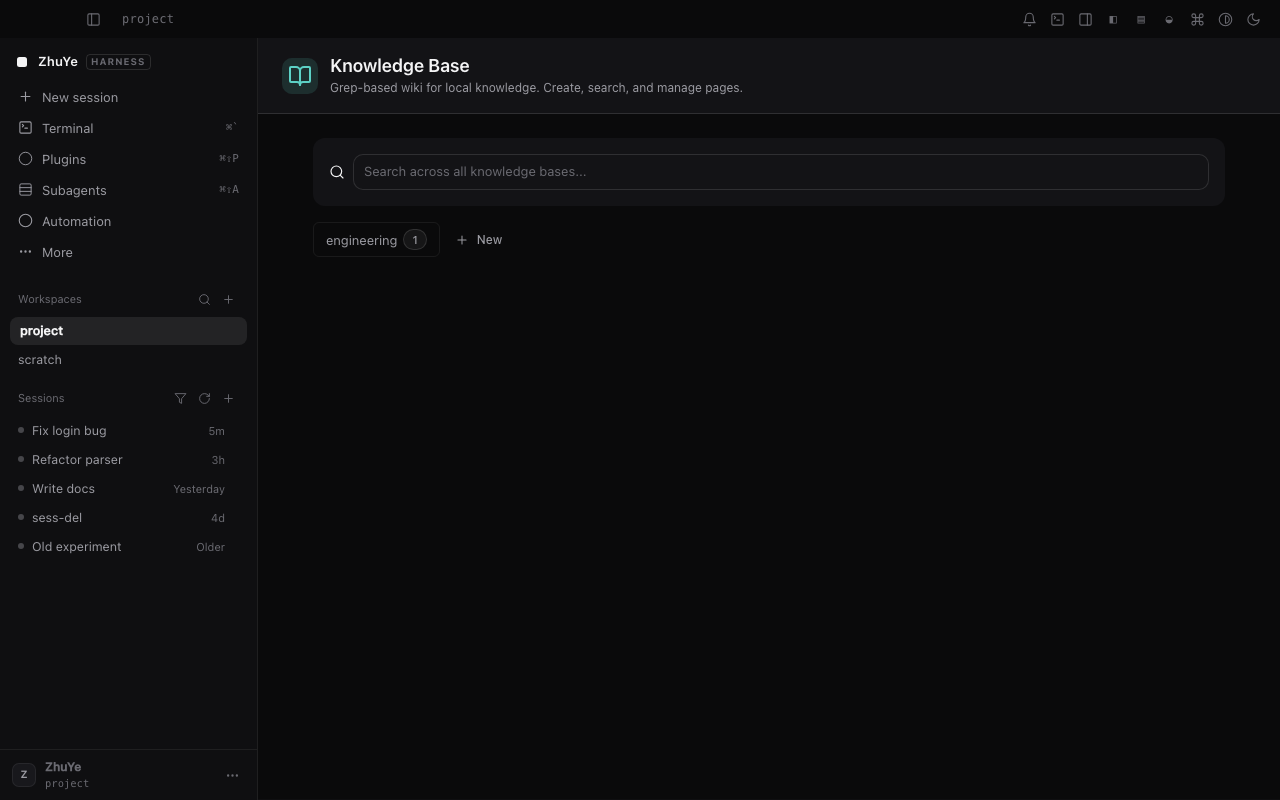 project
ZhuYe HARNESS
New session
Terminal ⌘`
Plugins ⌘⇧P
Subagents ⌘⇧A
Automation
More
Workspaces
project
scratch
Sessions
Fix login bug 5m
Refactor parser 3h
Write docs Yesterday
sess-del 4d
Old experiment Older
Z ZhuYe
project
Knowledge Base
Grep-based wiki for local knowledge. Create, search, and manage pages.
Search across all knowledge bases...
engineering 1
New